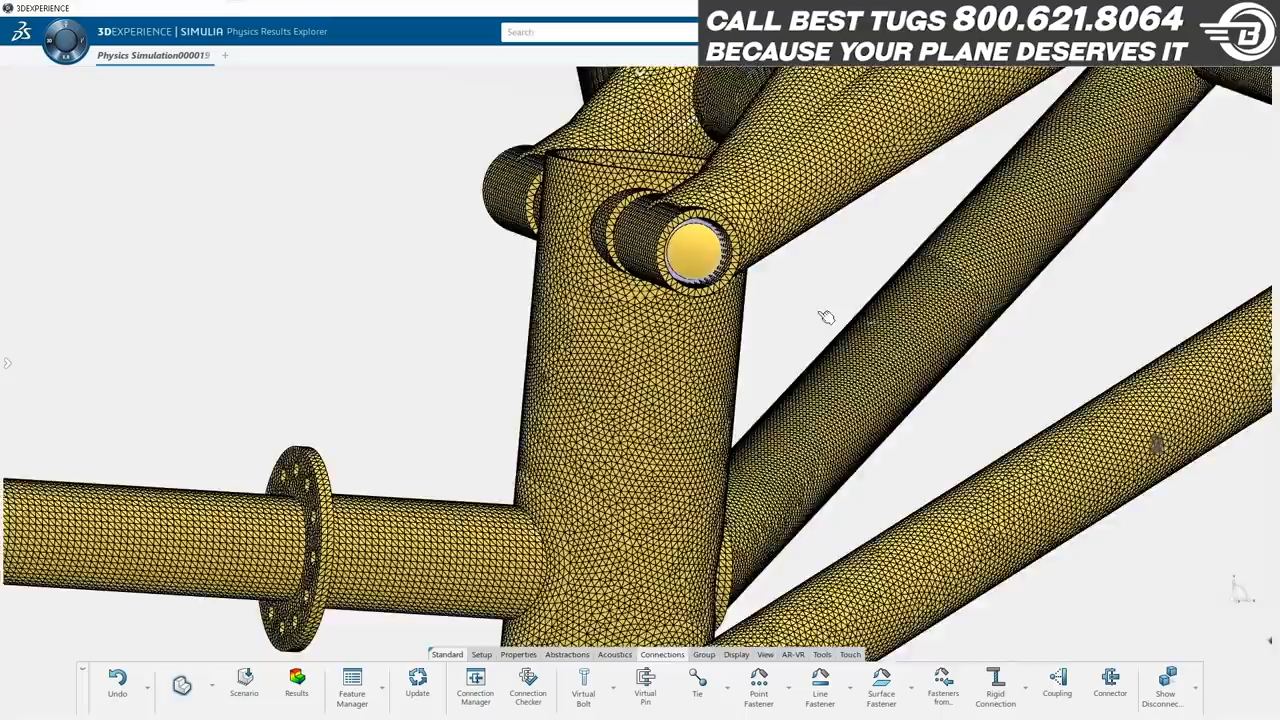 3DEXPERIENCE
3DEXPERIENCE | SIMULIA Physics Results Explorer
Search
CALL BEST TUGS 800.621.8064
BECAUSE YOUR PLANE DESERVES IT
Physics Simulation000019
Standard Setup Properties Abstractions Acoustics Connections Group Display View AR-VR Tools Touch
Undo
Scenario
Results
Feature Manager
Update
Connection Manager
Connection Checker
Virtual Bolt
Virtual Pin
Tie
Point Fastener
Line Fastener
Surface Fastener
Fasteners from...
Rigid Connection
Coupling
Connector
Show Disconnec...